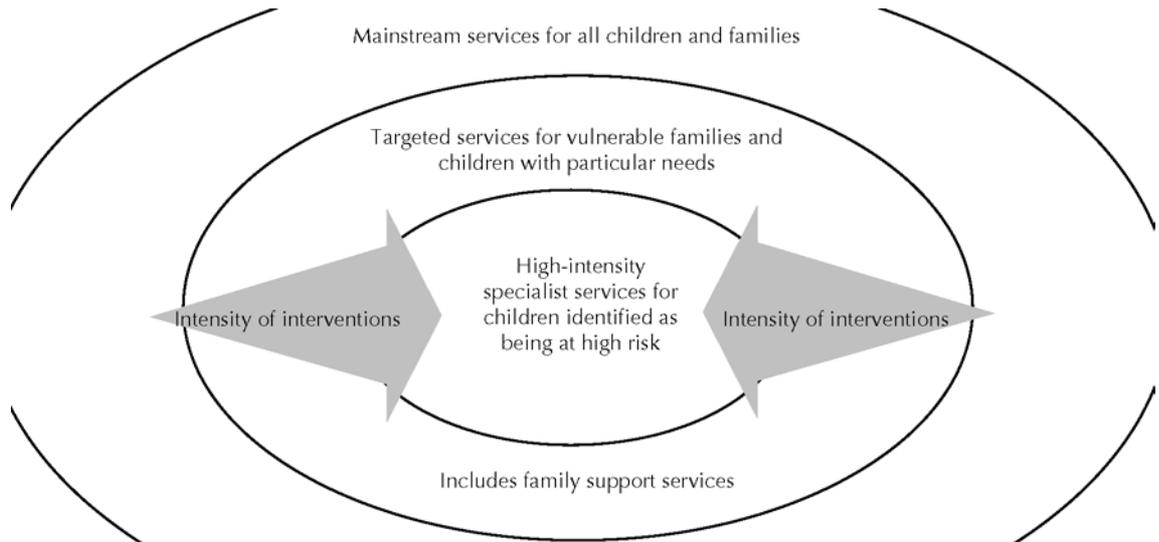 Mainstream services for all children and families
Targeted services for vulnerable families and
children with particular needs
High-intensity
specialist services for
children identified as
being at high risk
Intensity of interventions
Intensity of interventions
Includes family support services